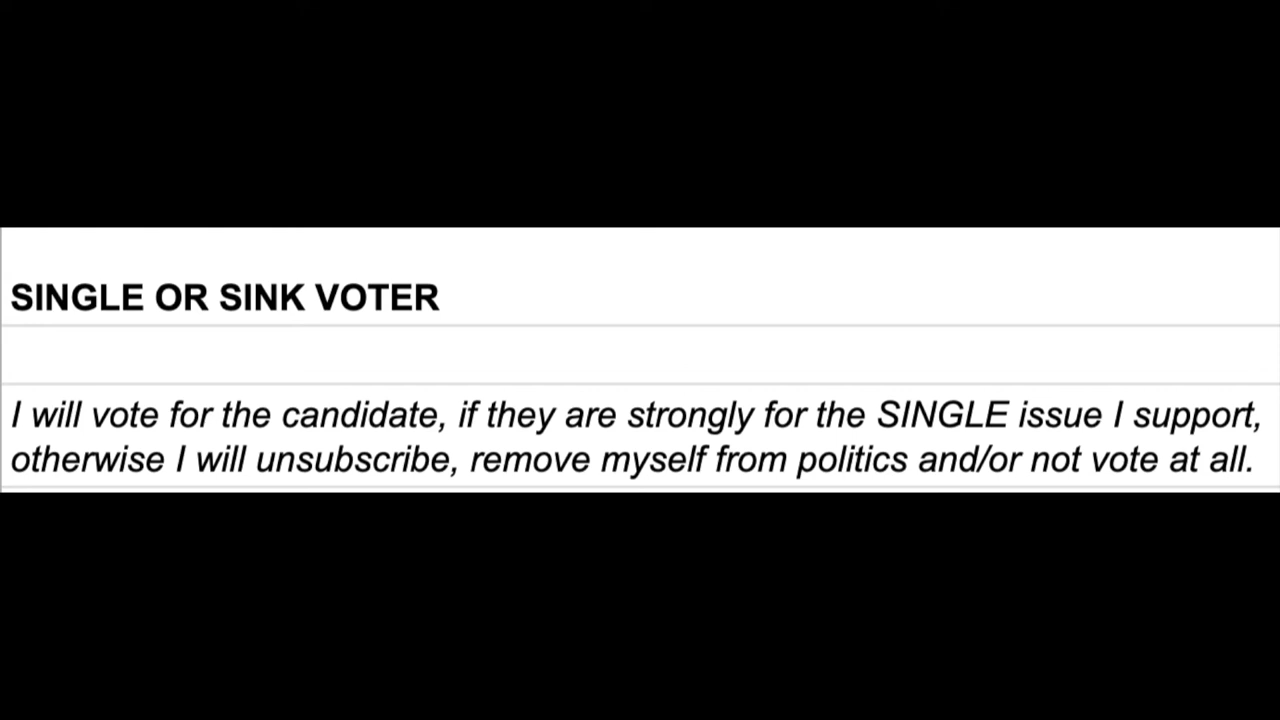 SINGLE OR SINK VOTER
I will vote for the candidate, if they are strongly for the SINGLE issue I support,
otherwise I will unsubscribe, remove myself from politics and/or not vote at all.